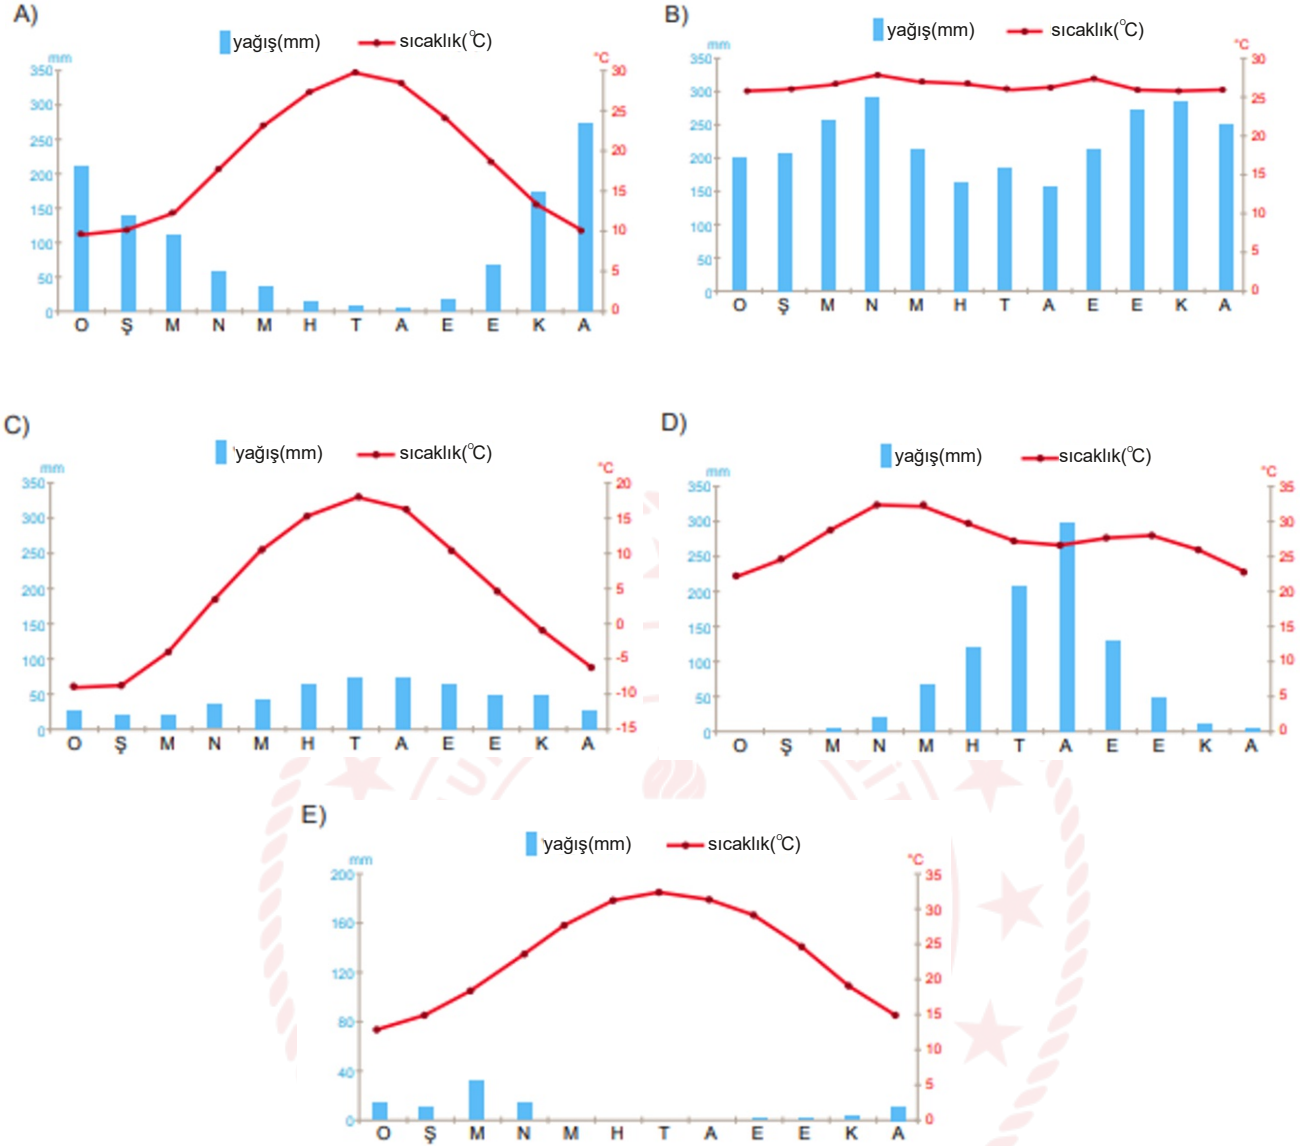 A)
yağış(mm) sıcaklık(°C)
mm °C
350 30
300 25
250 20
200 15
150 10
100 5
50 0
0
O Ş M N M H T A E E K A
B)
yağış(mm) sıcaklık(°C)
mm °C
350 30
300 25
250 20
200 15
150 10
100 5
50 0
0
O Ş M N M H T A E E K A
C)
yağış(mm) sıcaklık(°C)
mm °C
350 20
300 15
250 10
200 5
150 0
100 -5
50 -10
0 -15
O Ş M N M H T A E E K A
D)
yağış(mm) sıcaklık(°C)
mm °C
350 35
300 30
250 25
200 20
150 15
100 10
50 5
0 0
O Ş M N M H T A E E K A
E)
yağış(mm) sıcaklık(°C)
mm °C
200 35
160 30
120 25
80 20
40 15
0 10
5
0
O Ş M N M H T A E E K A